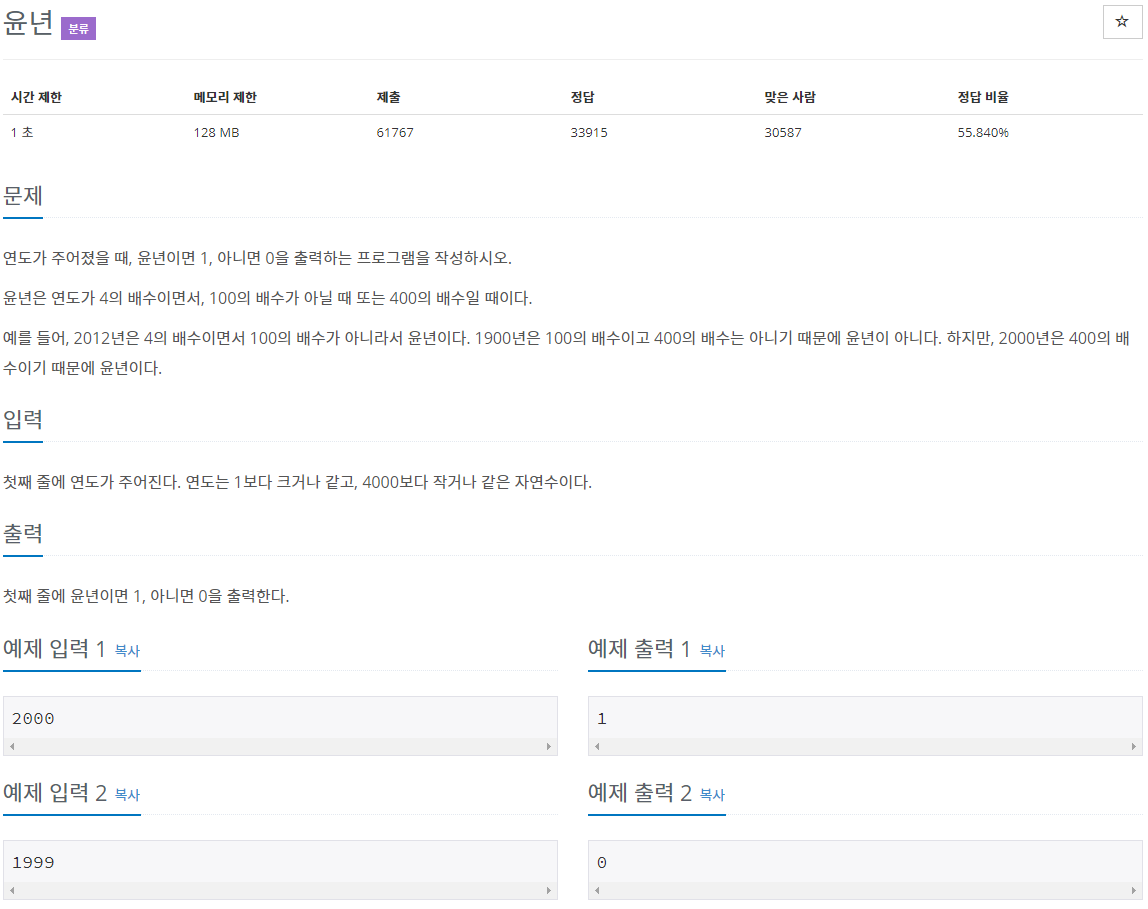 윤년 분류
☆
시간 제한 메모리 제한 제출 정답 맞은 사람 정답 비율
1 초 128 MB 61767 33915 30587 55.840%
문제
연도가 주어졌을 때, 윤년이면 1, 아니면 0을 출력하는 프로그램을 작성하시오.
윤년은 연도가 4의 배수이면서, 100의 배수가 아닐 때 또는 400의 배수일 때이다.
예를 들어, 2012년은 4의 배수이면서 100의 배수가 아니라서 윤년이다. 1900년은 100의 배수이고 400의 배수는 아니기 때문에 윤년이 아니다. 하지만, 2000년은 400의 배
수이기 때문에 윤년이다.
입력
첫째 줄에 연도가 주어진다. 연도는 1보다 크거나 같고, 4000보다 작거나 같은 자연수이다.
출력
첫째 줄에 윤년이면 1, 아니면 0을 출력한다.
예제 입력 1 복사 예제 출력 1 복사
2000 1
예제 입력 2 복사 예제 출력 2 복사
1999 0